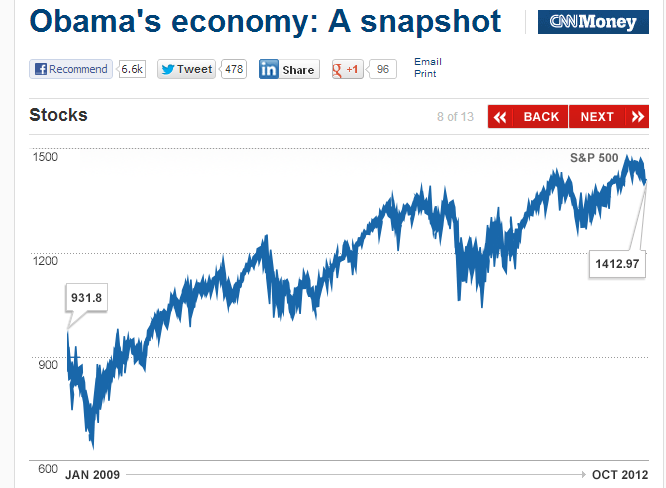 Obama's economy: A snapshot
CNNMoney
Recommend 6.6k Tweet 478 in Share g +1 96 Email
Print
Stocks
8 of 13
BACK NEXT
1500
S&P 500
1200
1412.97
931.8
900
600
JAN 2009
OCT 2012